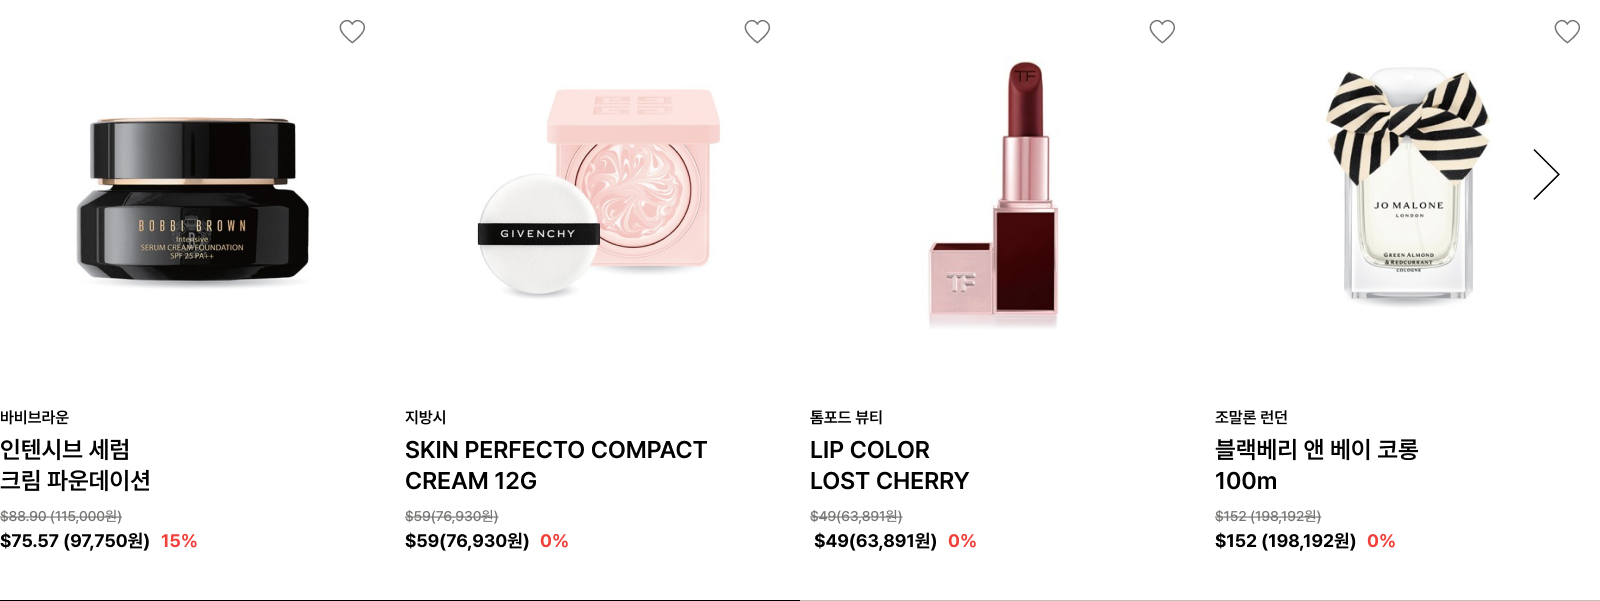 BOBBI BROWN
Intensive
SERUM CREAM FOUNDATION
SPF 25 PA++
바비브라운
인텐시브 세럼
크림 파운데이션
$88.90 (115,000원)
$75.57 (97,750원) 15%
GIVENCHY
지방시
SKIN PERFECTO COMPACT
CREAM 12G
$59(76,930원)
$59(76,930원) 0%
TF
TF
톰포드 뷰티
LIP COLOR
LOST CHERRY
$49(63,891원)
$49(63,891원) 0%
JO MALONE
LONDON
GREEN ALMOND
& REDCURRANT
COLOGNE
조말론 런던
블랙베리 앤 베이 코롱
100m
$152 (198,192원)
$152 (198,192원) 0%